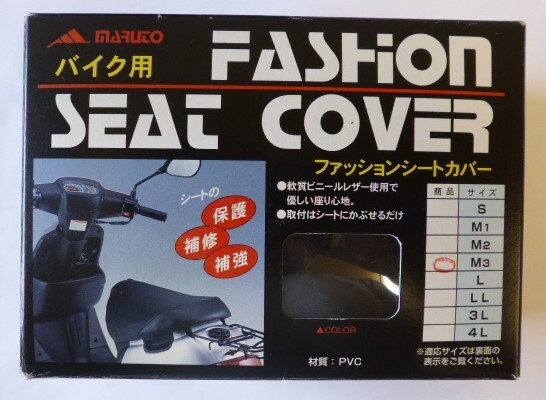 MARUTO
バイク用
FASHION
SEAT COVER
ファッションシートカバー
シートの
保護
補修
補強
●軟質ビニールレザー使用で
優しい座り心地。
●取付はシートにかぶせるだけ
商品 サイズ
S
M1
M2
M3
L
LL
3L
4L
▲COLOR
材質：PVC
※適応サイズは裏面の
表示をご覧ください。